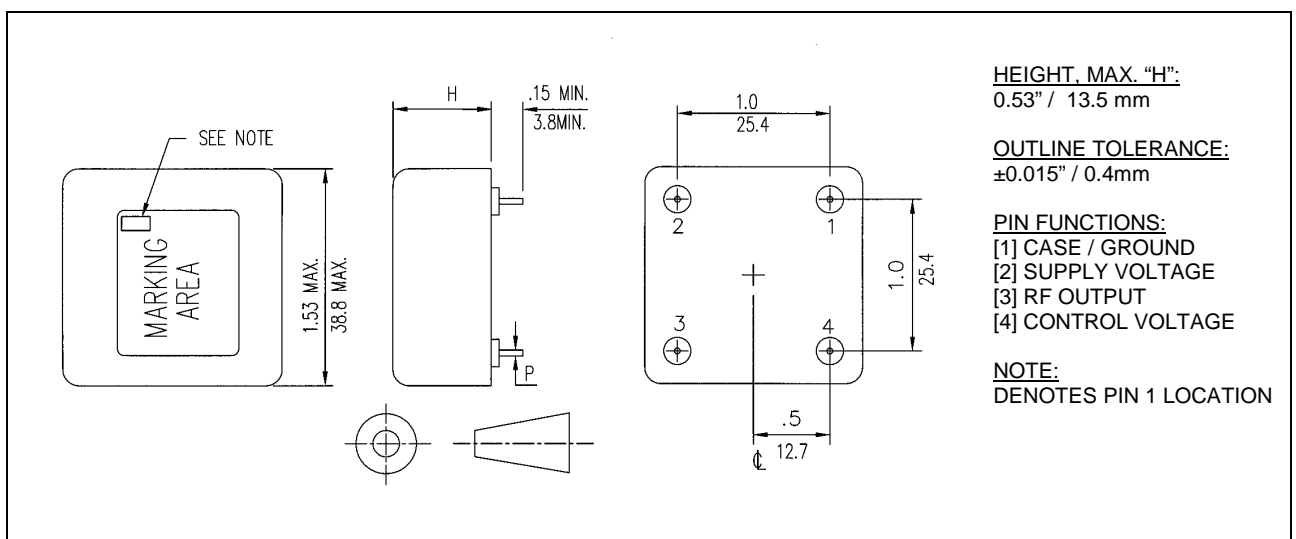 SEE NOTE
MARKING
AREA
1.53 MAX.
38.8 MAX.
H
.15 MIN.
3.8MIN.
P
1.0
25.4
2
1
3
4
1.0
25.4
.5
12.7
℄
HEIGHT, MAX. “H”:
0.53” / 13.5 mm
OUTLINE TOLERANCE:
±0.015” / 0.4mm
PIN FUNCTIONS:
[1] CASE / GROUND
[2] SUPPLY VOLTAGE
[3] RF OUTPUT
[4] CONTROL VOLTAGE
NOTE:
DENOTES PIN 1 LOCATION